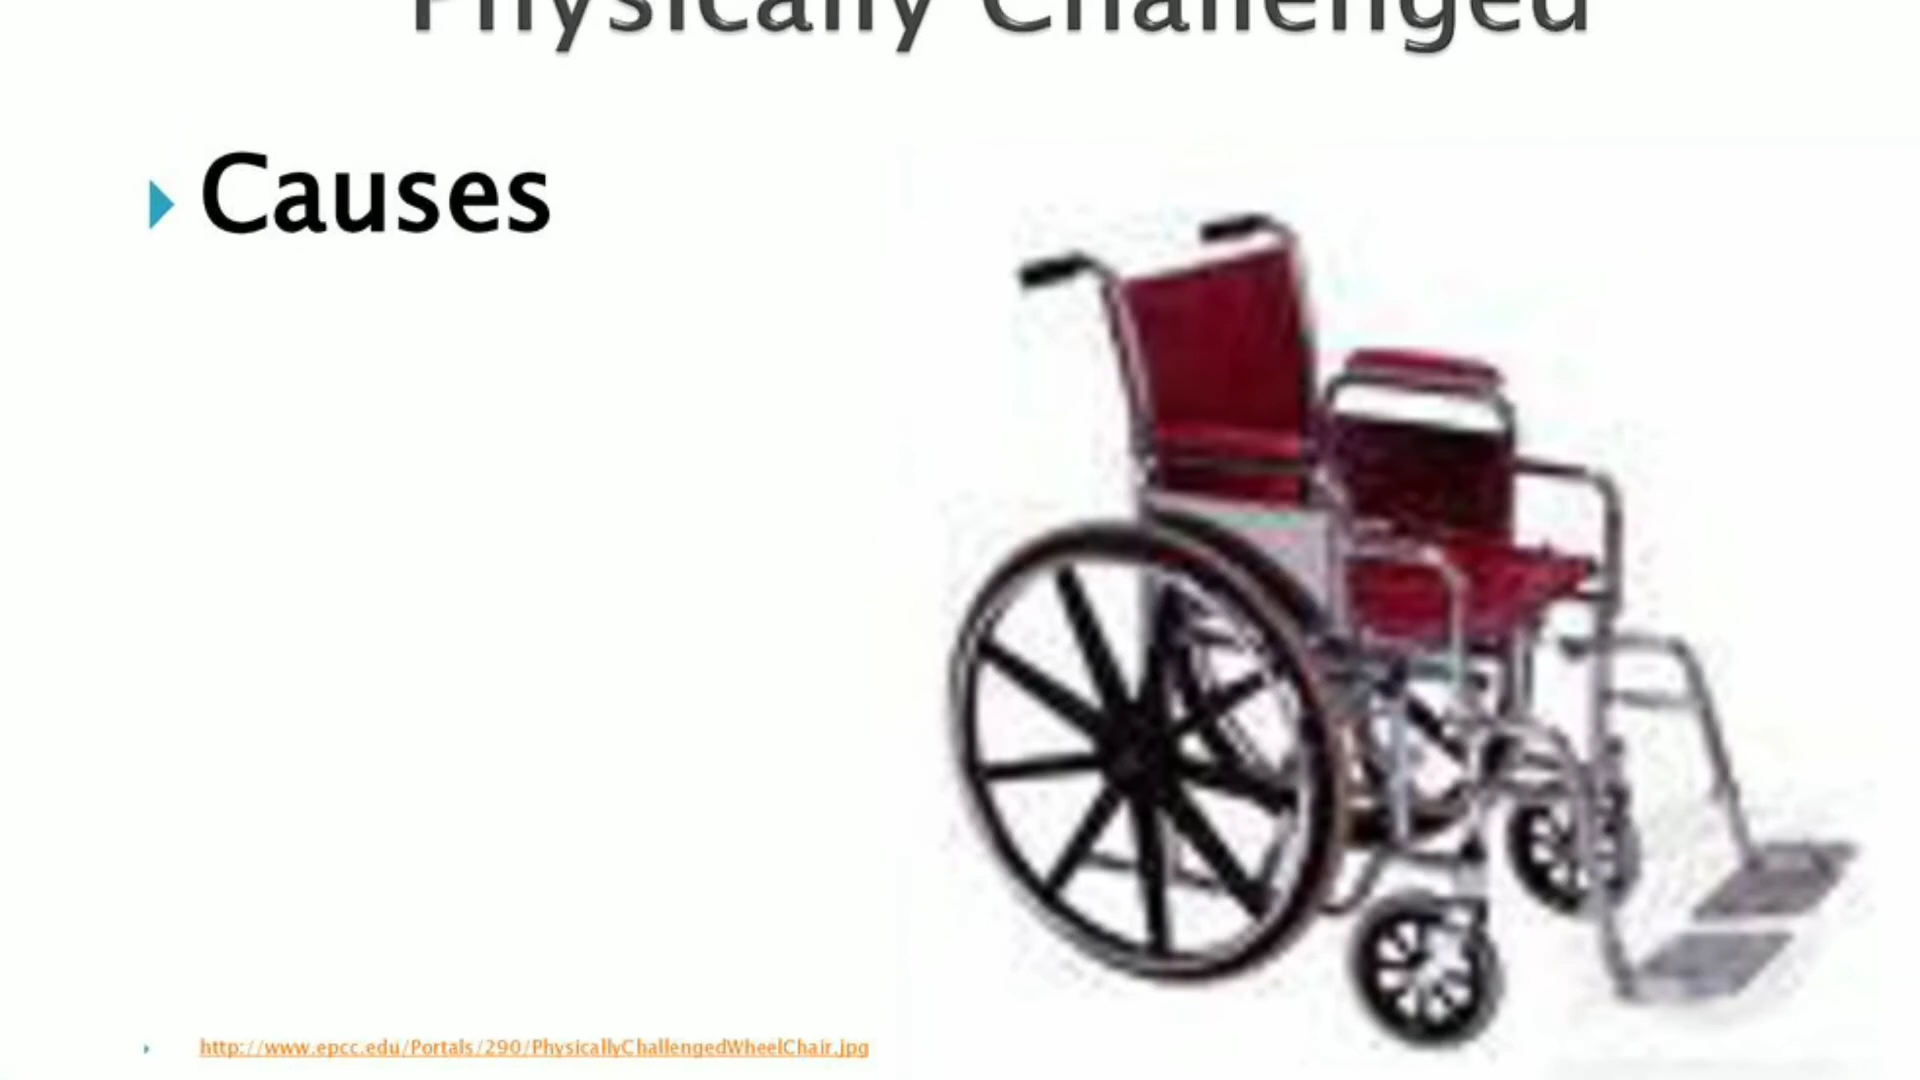 Physically Challenged
Causes
http://www.epcc.edu/Portals/290/PhysicallyChallengedWheelChair.jpg